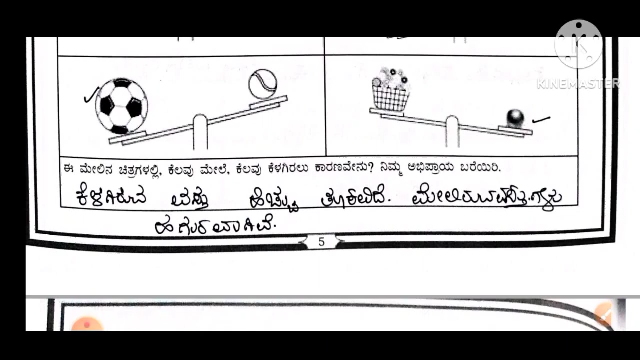 KINEMASTER
ಈ ಮೇಲಿನ ಚಿತ್ರಗಳಲ್ಲಿ, ಕೆಲವು ಮೇಲೆ, ಕೆಲವು ಕೆಳಗಿರಲು ಕಾರಣವೇನು? ನಿಮ್ಮ ಅಭಿಪ್ರಾಯ ಬರೆಯಿರಿ.
ಕೆಳಗಿರುವ ವಸ್ತು ಹೆಚ್ಚು ತೂಕವಿದೆ. ಮೇಲಿರುವ ವಸ್ತುಗಳು
ಹಗುರವಾಗಿವೆ.
5